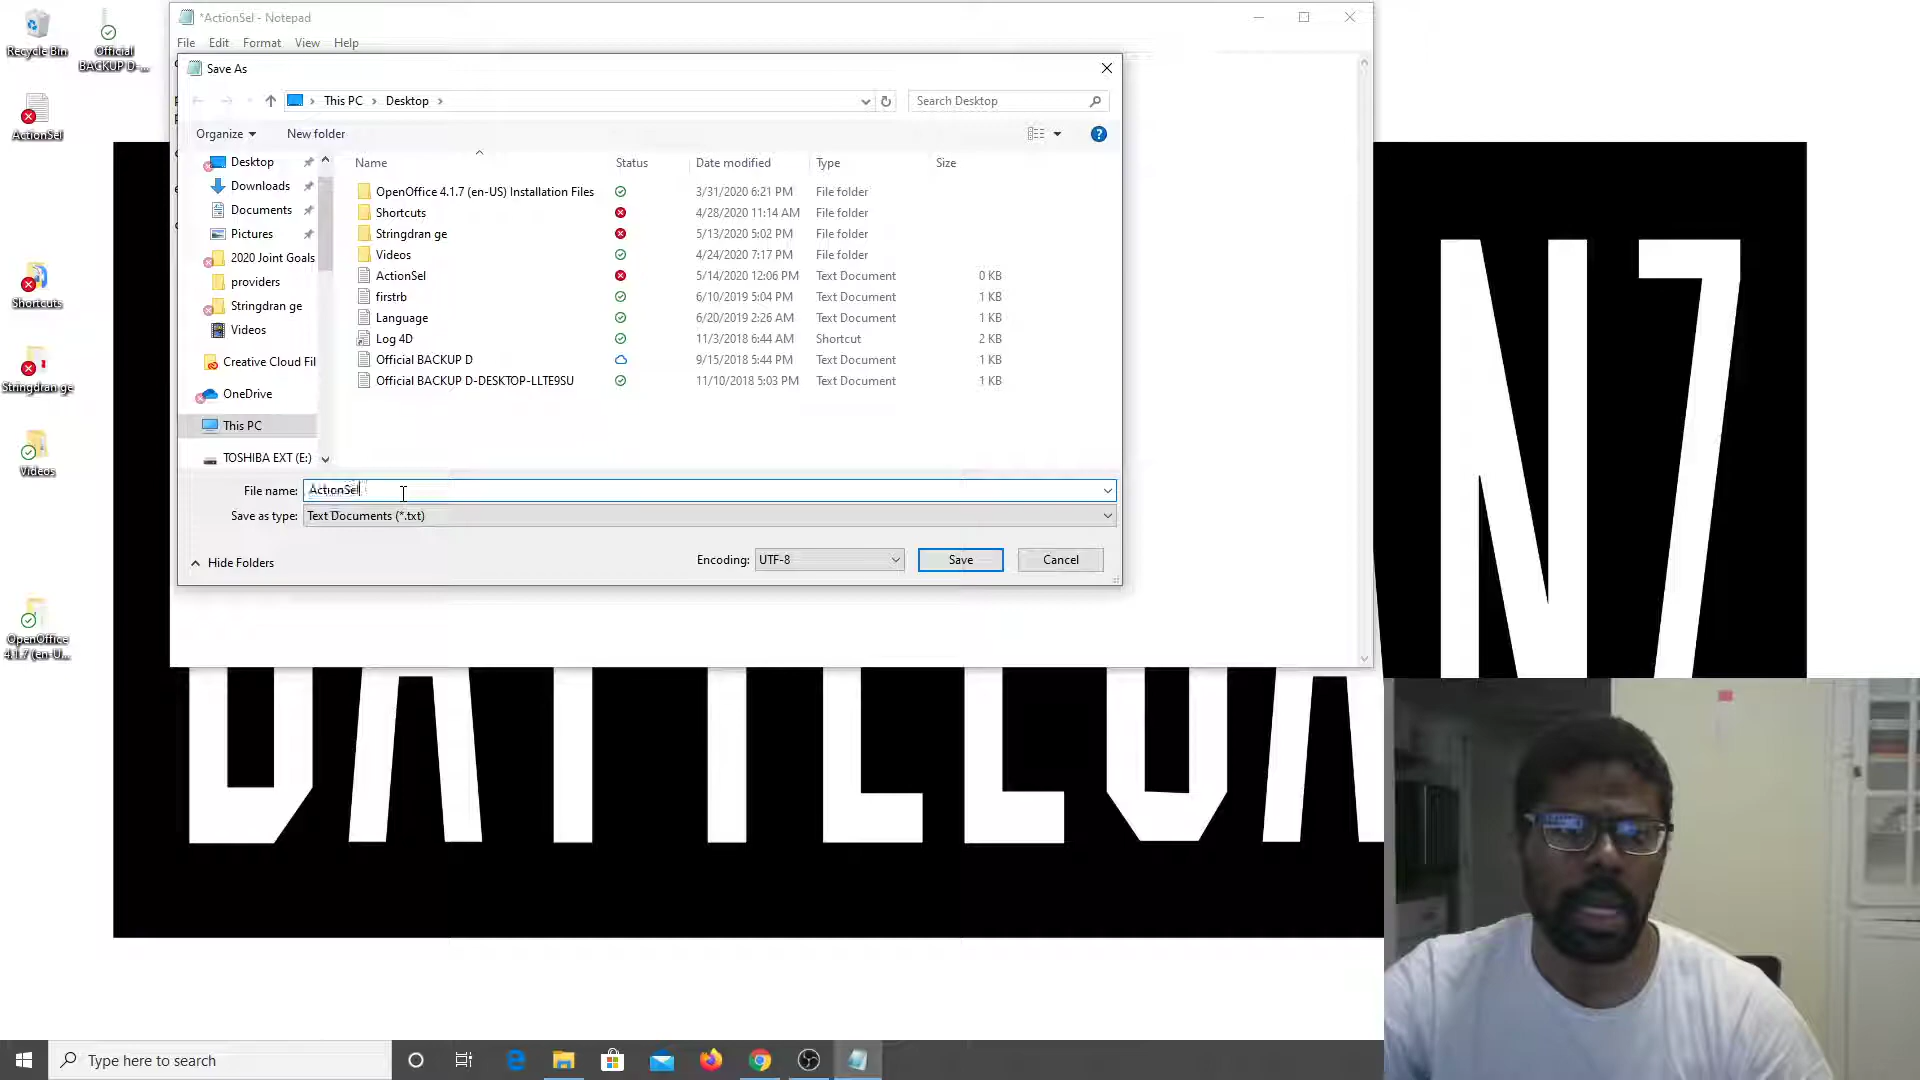 Recycle Bin
Official
BACKUP D-...
ActionSel
Shortcuts
Stringdran ge
Videos
OpenOffice
4.1.7 (en-U...
*ActionSel - Notepad
File Edit Format View Help
Save As
This PC > Desktop >
Search Desktop
Organize
New folder
Desktop
Downloads
Documents
Pictures
2020 Joint Goals
providers
Stringdran ge
Videos
Creative Cloud Fil
OneDrive
This PC
TOSHIBA EXT (E:)
Name Status Date modified Type Size
OpenOffice 4.1.7 (en-US) Installation Files 3/31/2020 6:21 PM File folder
Shortcuts 4/28/2020 11:14 AM File folder
Stringdran ge 5/13/2020 5:02 PM File folder
Videos 4/24/2020 7:17 PM File folder
ActionSel 5/14/2020 12:06 PM Text Document 0 KB
firstrb 6/10/2019 5:04 PM Text Document 1 KB
Language 6/20/2019 2:26 AM Text Document 1 KB
Log 4D 11/3/2018 6:44 AM Shortcut 2 KB
Official BACKUP D 9/15/2018 5:44 PM Text Document 1 KB
Official BACKUP D-DESKTOP-LLTE9SU 11/10/2018 5:03 PM Text Document 1 KB
File name: ActionSel
Save as type: Text Documents (*.txt)
Hide Folders
Encoding: UTF-8
Save
Cancel
N7
Type here to search